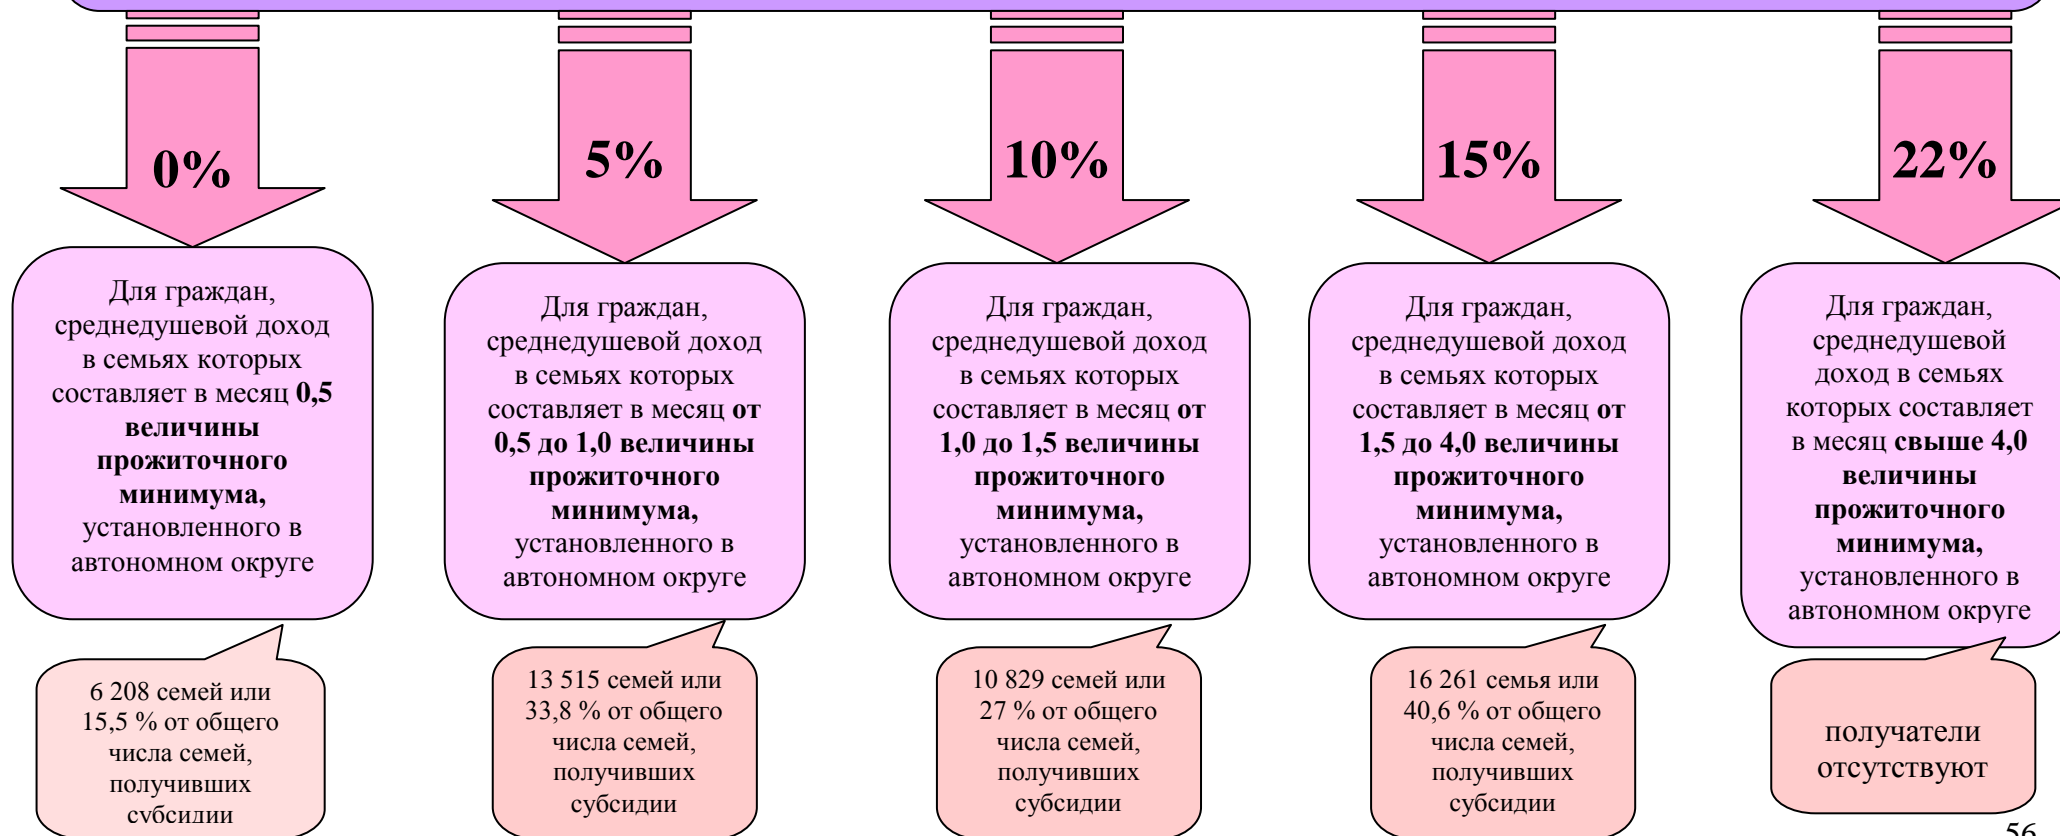 0%
5%
10%
15%
22%
Для граждан,
среднедушевой доход
в семьях которых
составляет в месяц 0,5
величины
прожиточного
минимума,
установленного в
автономном округе
Для граждан,
среднедушевой доход
в семьях которых
составляет в месяц от
0,5 до 1,0 величины
прожиточного
минимума,
установленного в
автономном округе
Для граждан,
среднедушевой доход
в семьях которых
составляет в месяц от
1,0 до 1,5 величины
прожиточного
минимума,
установленного в
автономном округе
Для граждан,
среднедушевой доход
в семьях которых
составляет в месяц от
1,5 до 4,0 величины
прожиточного
минимума,
установленного в
автономном округе
Для граждан,
среднедушевой
доход в семьях
которых составляет
в месяц свыше 4,0
величины
прожиточного
минимума,
установленного в
автономном округе
6 208 семей или
15,5 % от общего
числа семей,
получивших
субсидии
13 515 семей или
33,8 % от общего
числа семей,
получивших
субсидии
10 829 семей или
27 % от общего
числа семей,
получивших
субсидии
16 261 семья или
40,6 % от общего
числа семей,
получивших
субсидии
получатели
отсутствуют
56